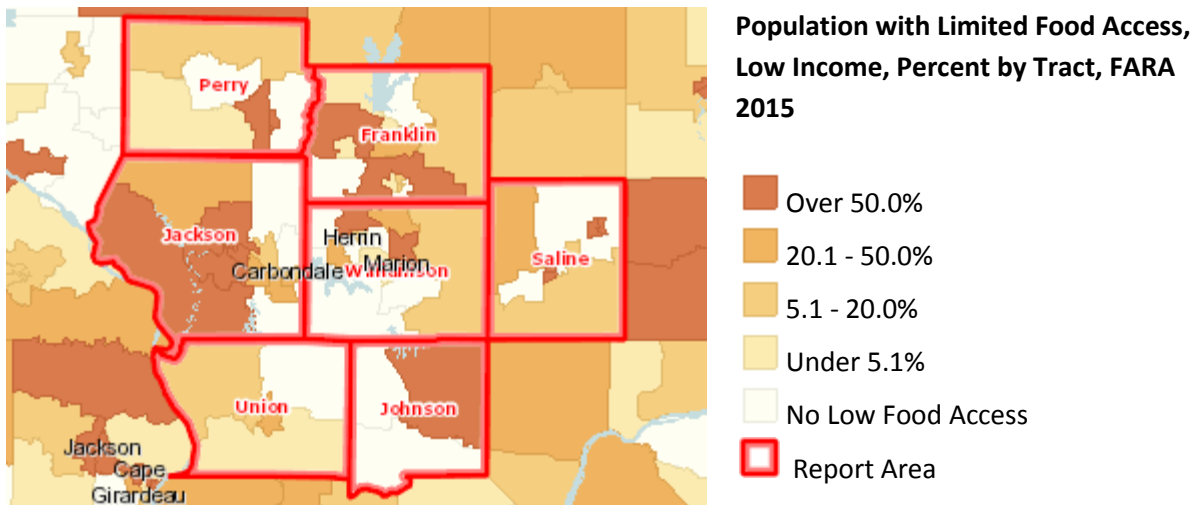 Population with Limited Food Access,
Low Income, Percent by Tract, FARA
2015
Perry
Franklin
Jackson
Herrin
Carbondale Williamson
Marion
Saline
Union
Johnson
Jackson
Cape
Girardeau
Over 50.0%
20.1 - 50.0%
5.1 - 20.0%
Under 5.1%
No Low Food Access
Report Area